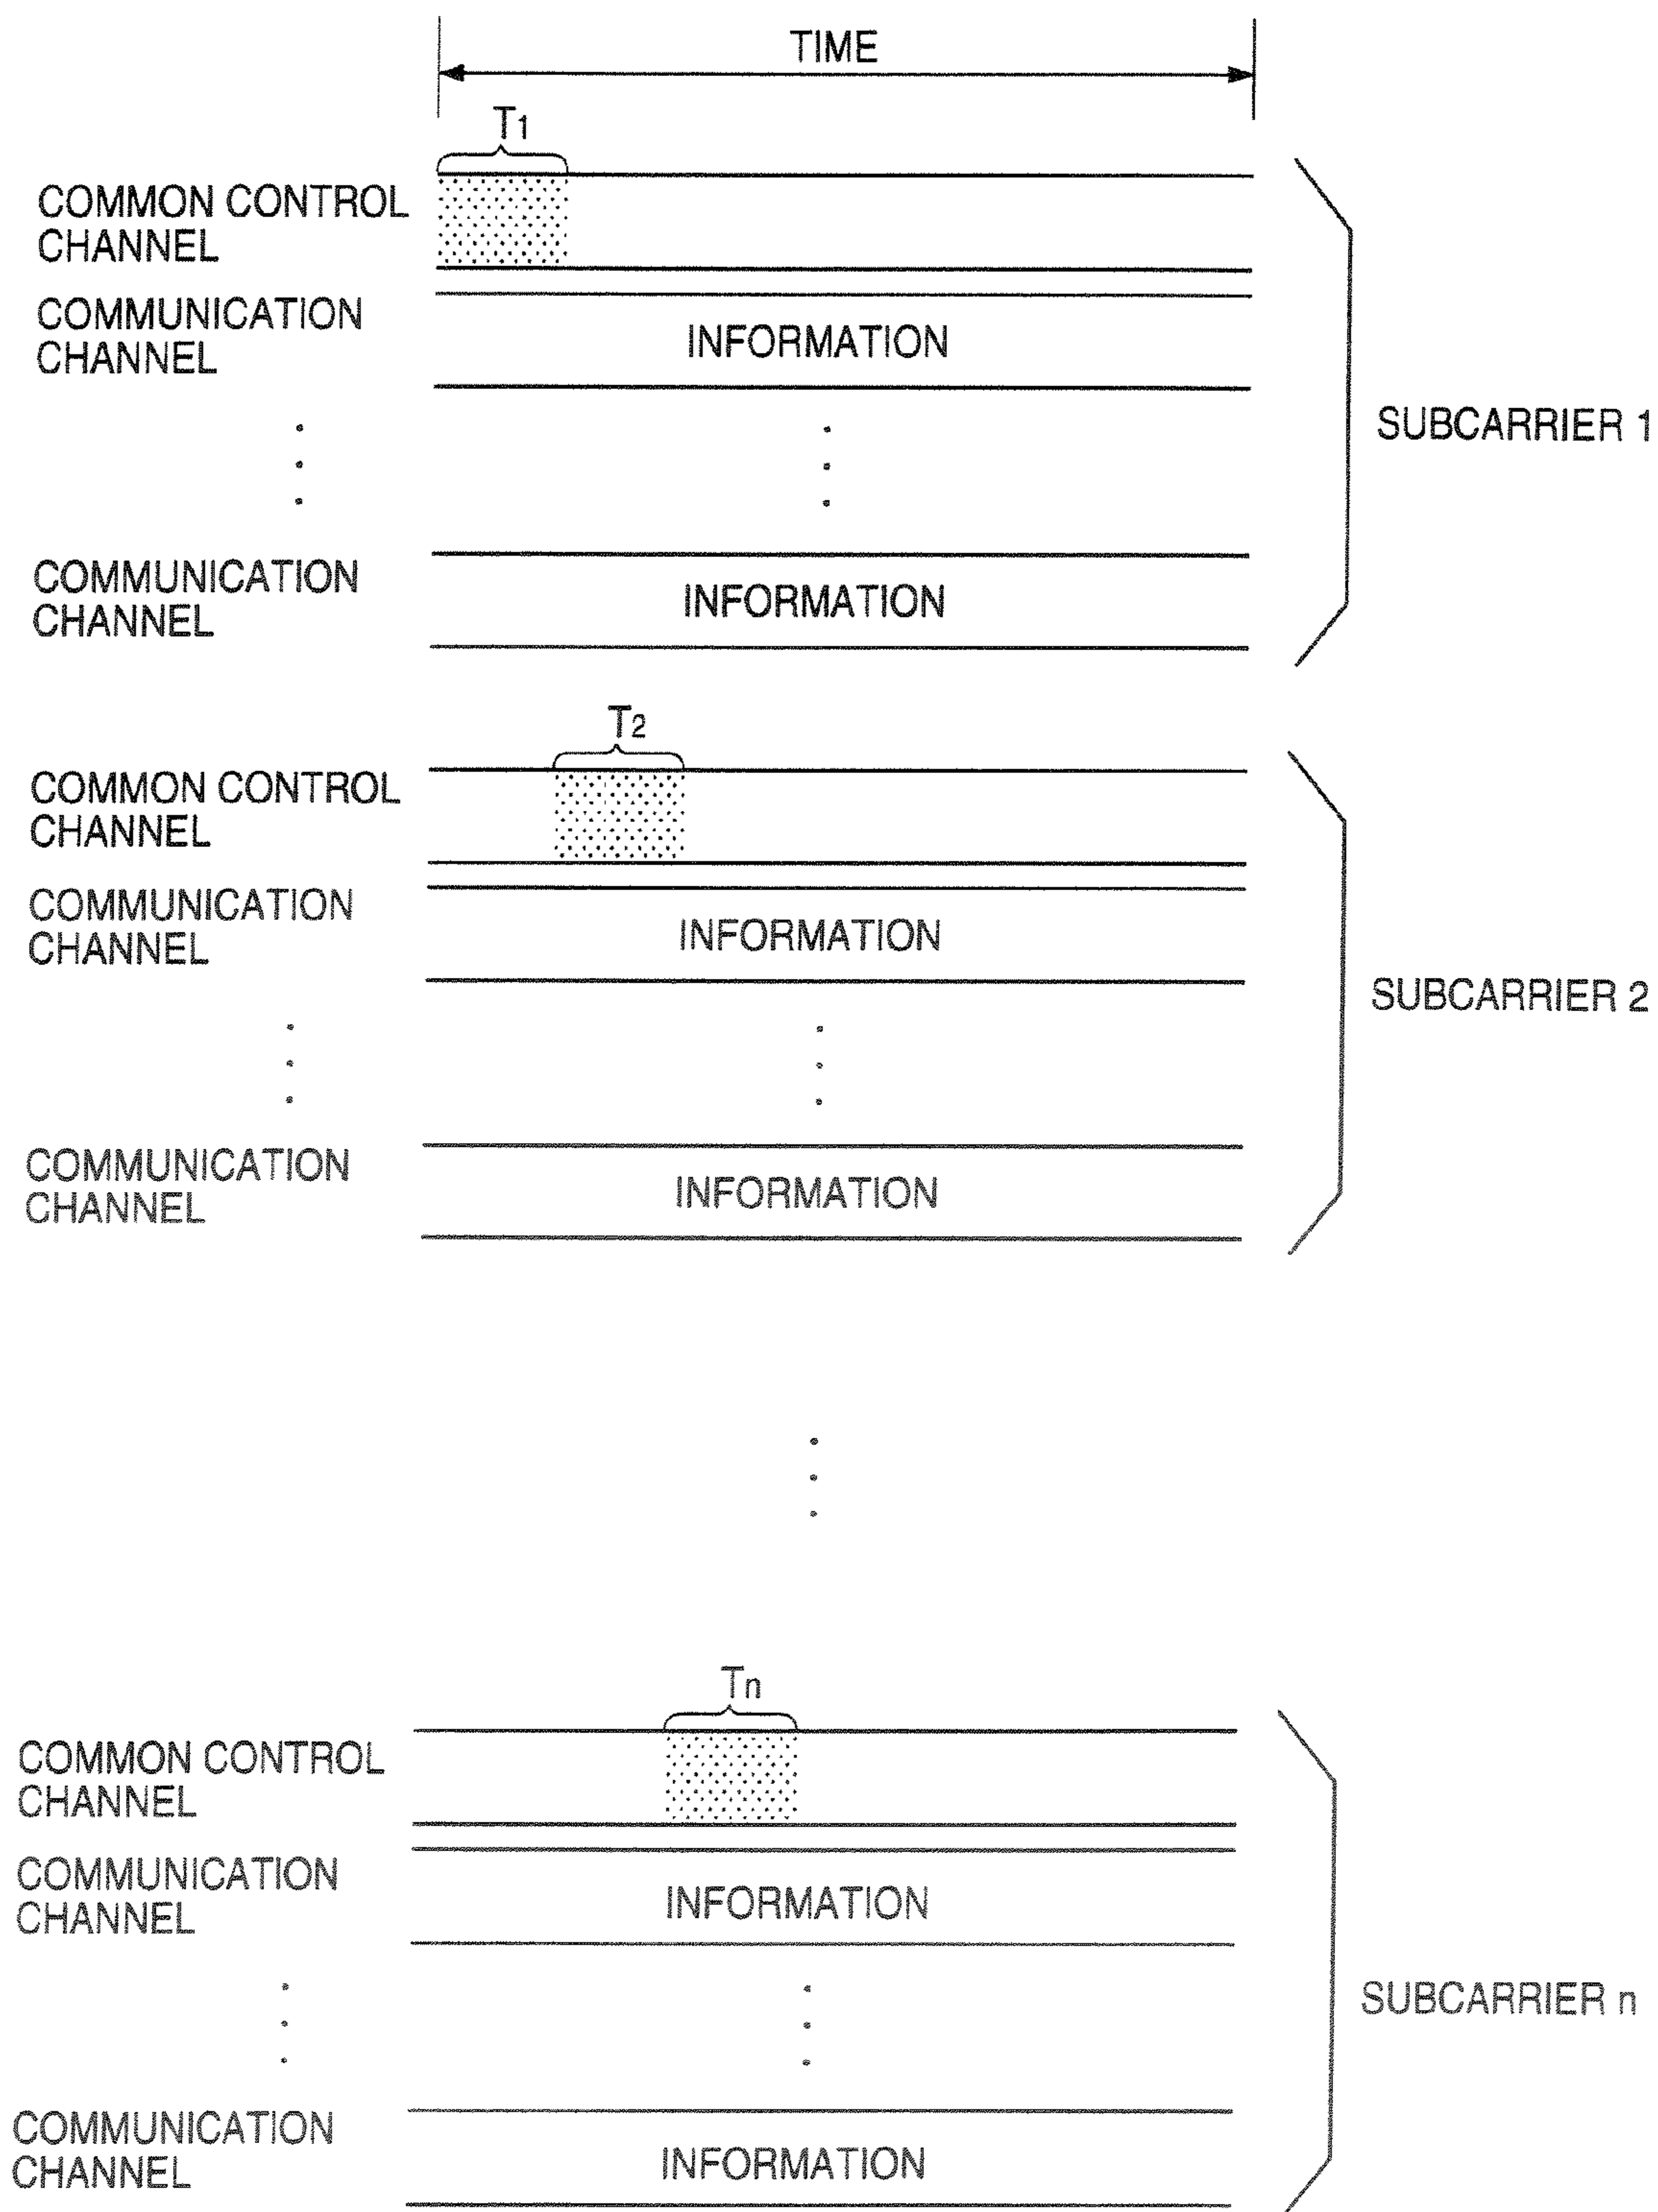 TIME
T1
COMMON CONTROL
CHANNEL
COMMUNICATION
CHANNEL
INFORMATION
SUBCARRIER 1
COMMUNICATION
CHANNEL
INFORMATION
T2
COMMON CONTROL
CHANNEL
COMMUNICATION
CHANNEL
INFORMATION
SUBCARRIER 2
COMMUNICATION
CHANNEL
INFORMATION
Tn
COMMON CONTROL
CHANNEL
COMMUNICATION
CHANNEL
INFORMATION
SUBCARRIER n
COMMUNICATION
CHANNEL
INFORMATION